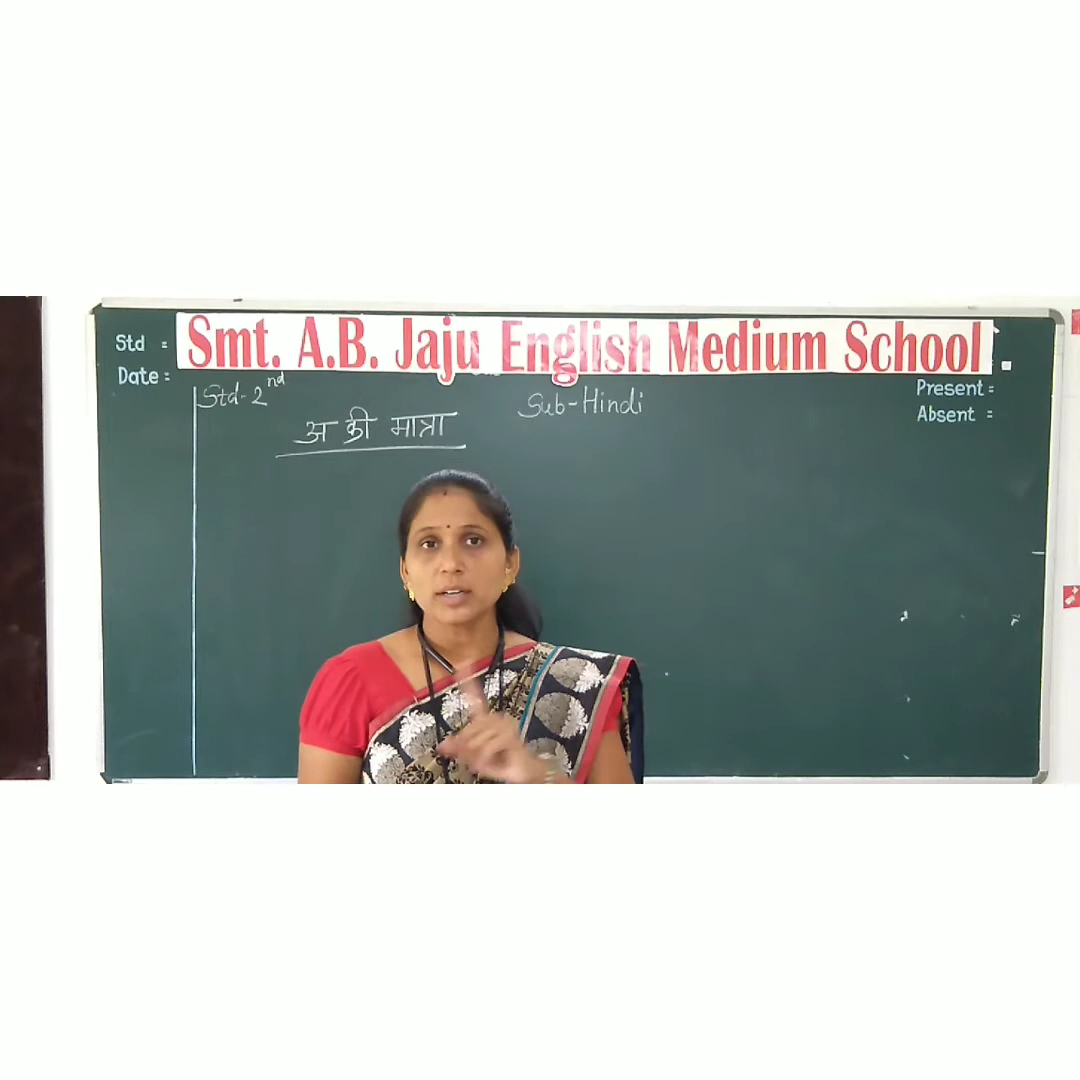 Smt. A.B. Jaju English Medium School .
Std =
Date =
Present =
Absent =
Std-2nd
Sub-Hindi
अ की मात्रा